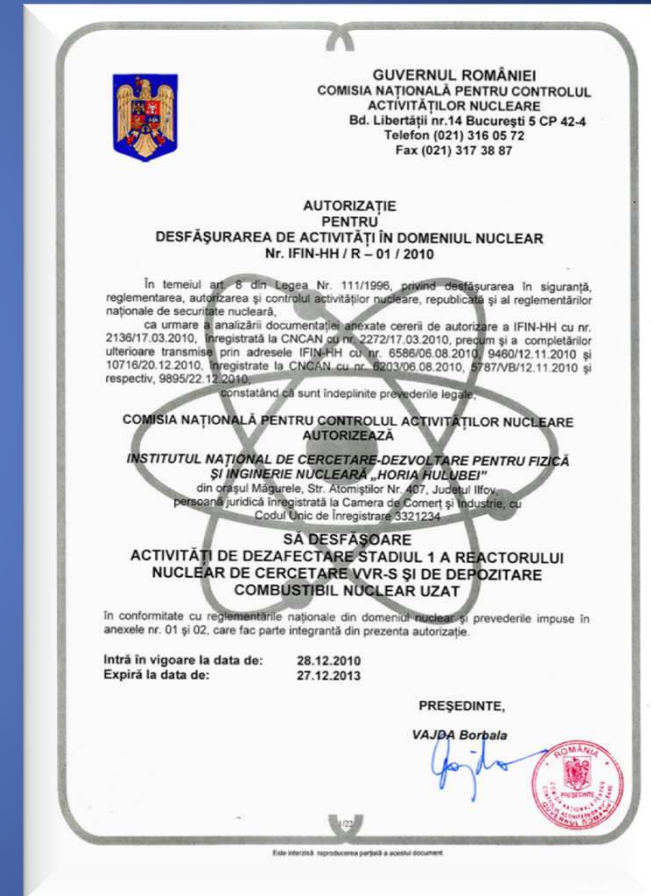 GUVERNUL ROMÂNIEI
COMISIA NAȚIONALĂ PENTRU CONTROLUL
ACTIVITĂȚILOR NUCLEARE
Bd. Libertății nr.14 București 5 CP 42-4
Telefon (021) 316 05 72
Fax (021) 317 38 87
AUTORIZAȚIE
PENTRU
DESFĂȘURAREA DE ACTIVITĂȚI ÎN DOMENIUL NUCLEAR
Nr. IFIN-HH / R – 01 / 2010
În temeiul art. 8 din Legea Nr. 111/1996, privind desfășurarea în siguranță,
reglementarea, autorizarea și controlul activităților nucleare, republicată și al reglementărilor
naționale de securitate nucleară,
ca urmare a analizării documentației anexate cererii de autorizare a IFIN-HH cu nr.
2136/17.03.2010, înregistrată la CNCAN cu nr. 2272/17.03.2010, precum și a completărilor
ulterioare transmise prin adresele IFIN-HH cu nr. 6586/06.08.2010, 9460/12.11.2010 și
10716/20.12.2010, înregistrate la CNCAN cu nr. 6203/06.08.2010, 5787/VB/12.11.2010 și
respectiv, 9895/22.12.2010,
constatând că sunt îndeplinite prevederile legale,
COMISIA NAȚIONALĂ PENTRU CONTROLUL ACTIVITĂȚILOR NUCLEARE
AUTORIZEAZĂ
INSTITUTUL NAȚIONAL DE CERCETARE-DEZVOLTARE PENTRU FIZICĂ
ȘI INGINERIE NUCLEARĂ „HORIA HULUBEI”
din orașul Măgurele, Str. Atomiștilor Nr. 407, Județul Ilfov,
persoană juridică înregistrată la Camera de Comerț și Industrie, cu
Codul Unic de Înregistrare 3321234
SĂ DESFĂȘOARE
ACTIVITĂȚI DE DEZAFECTARE STADIUL 1 A REACTORULUI
NUCLEAR DE CERCETARE VVR-S ȘI DE DEPOZITARE
COMBUSTIBIL NUCLEAR UZAT
în conformitate cu reglementările naționale din domeniul nuclear și prevederile impuse în
anexele nr. 01 și 02, care fac parte integrantă din prezenta autorizație.
Intră în vigoare la data de: 28.12.2010
Expiră la data de: 27.12.2013
PREȘEDINTE,
VAJDA Borbala
ROMÂNIA
PREȘEDINTE
1/22
Este interzisă reproducerea parțială a acestui document